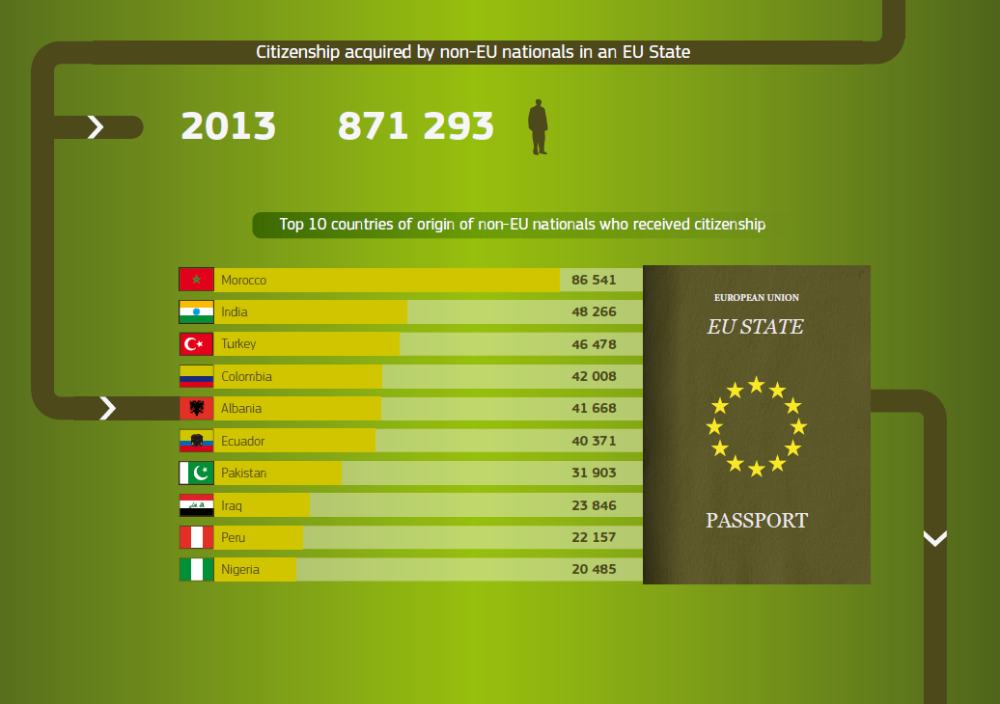 Citizenship acquired by non-EU nationals in an EU State
2013 871 293
Top 10 countries of origin of non-EU nationals who received citizenship
Morocco 86 541
India 48 266
Turkey 46 478
Colombia 42 008
Albania 41 668
Ecuador 40 371
Pakistan 31 903
Iraq 23 846
Peru 22 157
Nigeria 20 485
EUROPEAN UNION
EU STATE
PASSPORT